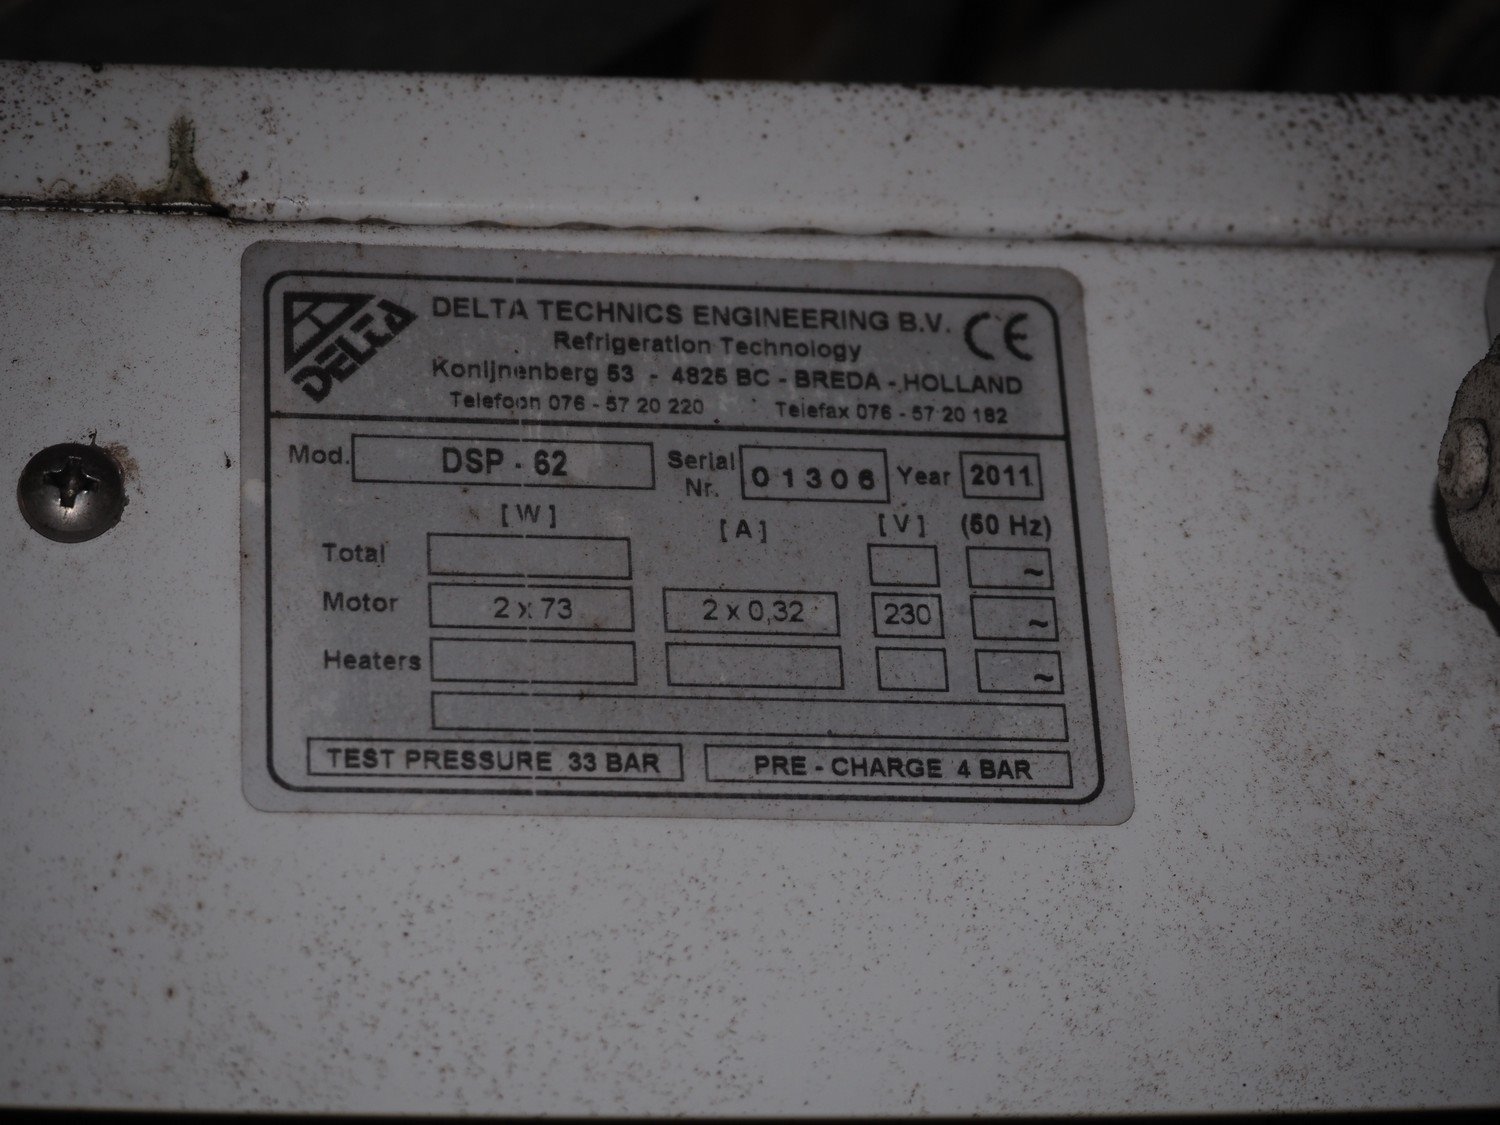 DELTA
DELTA TECHNICS ENGINEERING B.V. CE
Refrigeration Technology
Konijnenberg 53 - 4825 BC - BREDA - HOLLAND
Telefoon 076 - 57 20 220 Telefax 076 - 57 20 182
Mod. DSP - 62 Serial Nr. 01306 Year 2011
[ W ] [ A ] [ V ] (50 Hz)
Total ~
Motor 2 x 73 2 x 0,32 230 ~
Heaters ~
TEST PRESSURE 33 BAR PRE - CHARGE 4 BAR